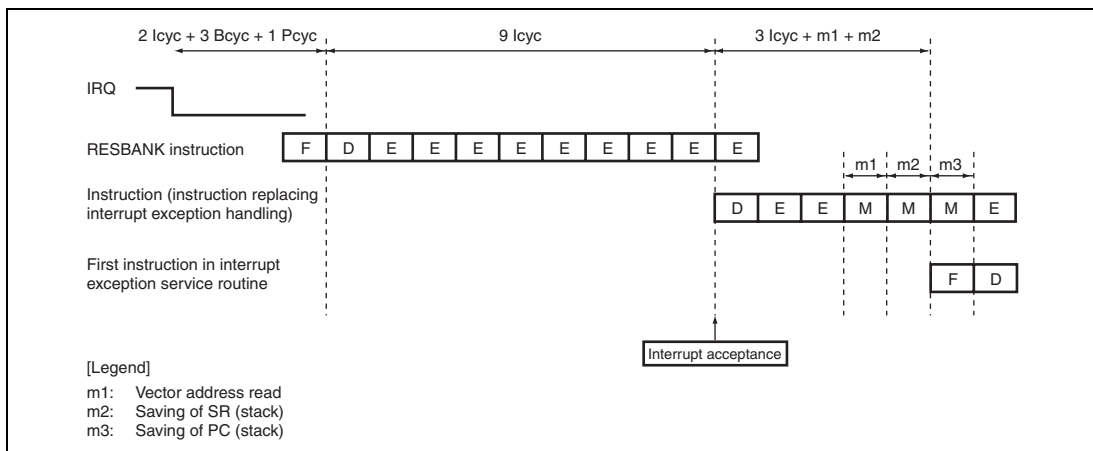 2 Icyc + 3 Bcyc + 1 Pcyc 9 Icyc 3 Icyc + m1 + m2
IRQ
RESBANK instruction F D E E E E E E E E E
m1 m2 m3
Instruction (instruction replacing
interrupt exception handling)
D E E M M M E
First instruction in interrupt
exception service routine
F D
Interrupt acceptance
[Legend]
m1: Vector address read
m2: Saving of SR (stack)
m3: Saving of PC (stack)